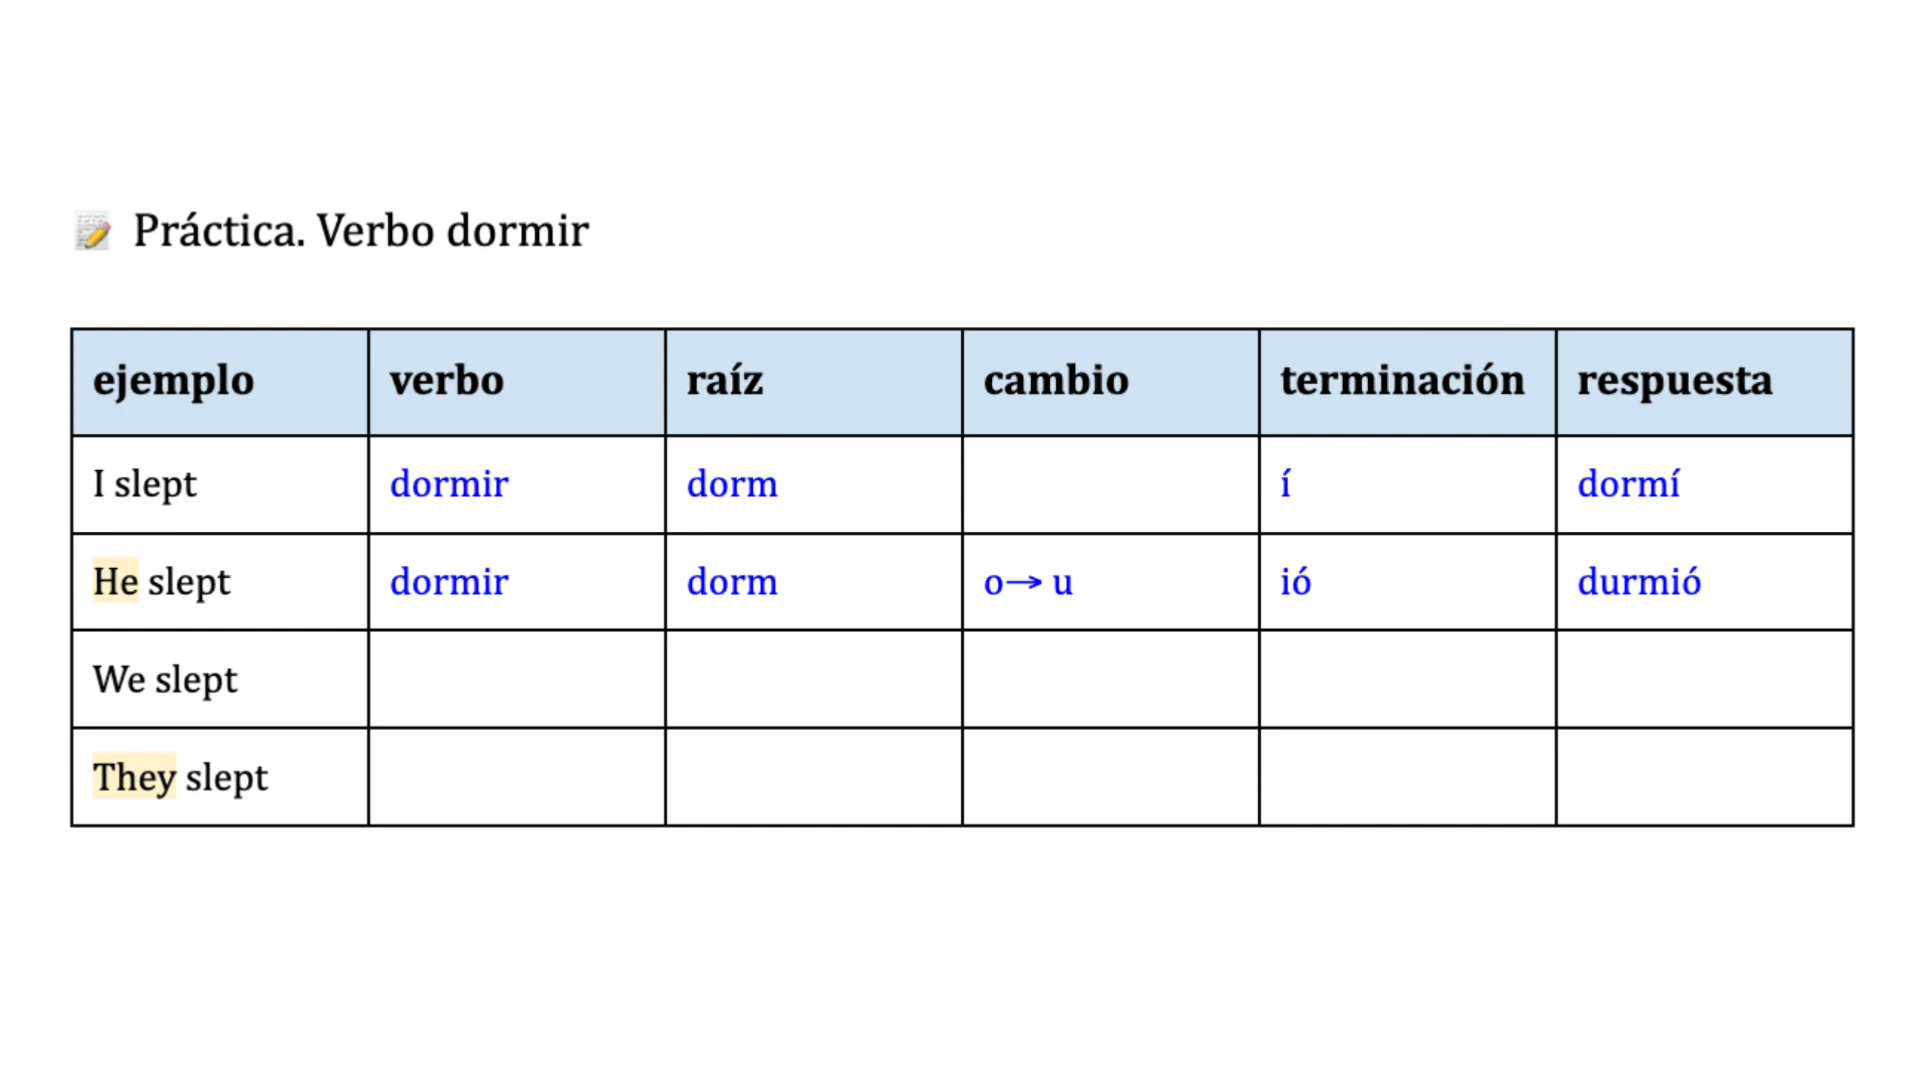 Práctica. Verbo dormir
ejemplo verbo raíz cambio terminación respuesta
I slept dormir dorm í dormí
He slept dormir dorm o→ u ió durmió
We slept
They slept